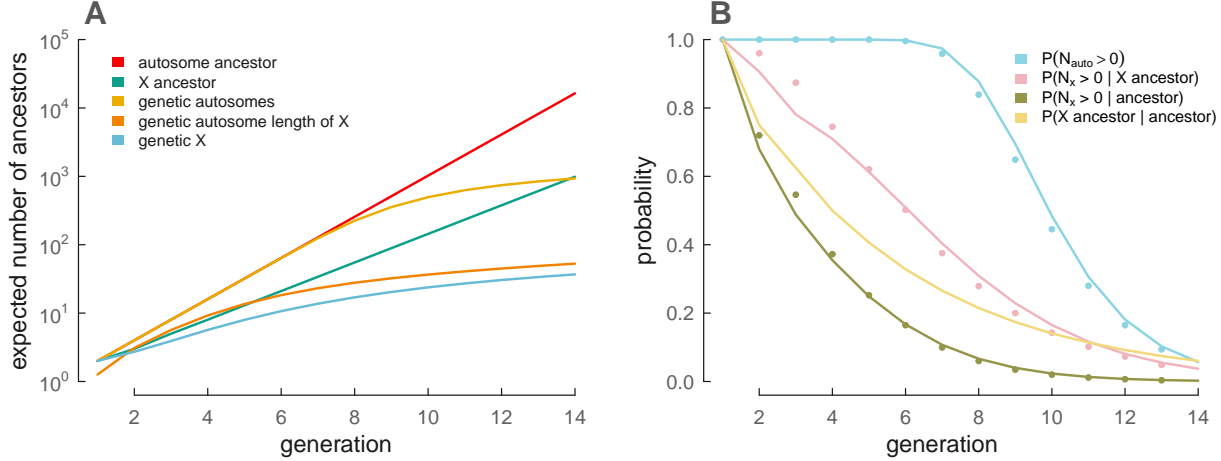 A
expected number of ancestors
10^5
10^4
10^3
10^2
10^1
10^0
autosome ancestor
X ancestor
genetic autosomes
genetic autosome length of X
genetic X
2 4 6 8 10 12 14
generation
B
probability
1.0
0.8
0.6
0.4
0.2
0.0
P(N_auto > 0)
P(N_x > 0 | X ancestor)
P(N_x > 0 | ancestor)
P(X ancestor | ancestor)
2 4 6 8 10 12 14
generation